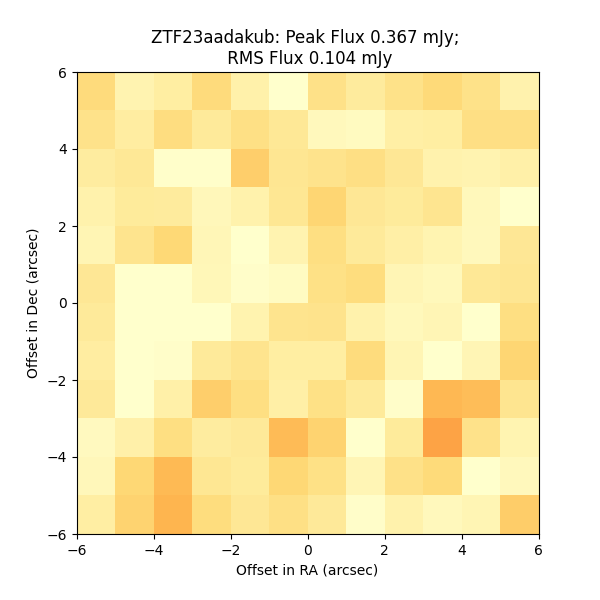 ZTF23aadakub: Peak Flux 0.367 mJy;
RMS Flux 0.104 mJy
6
4
2
0
−2
−4
−6
Offset in Dec (arcsec)
−6 −4 −2 0 2 4 6
Offset in RA (arcsec)